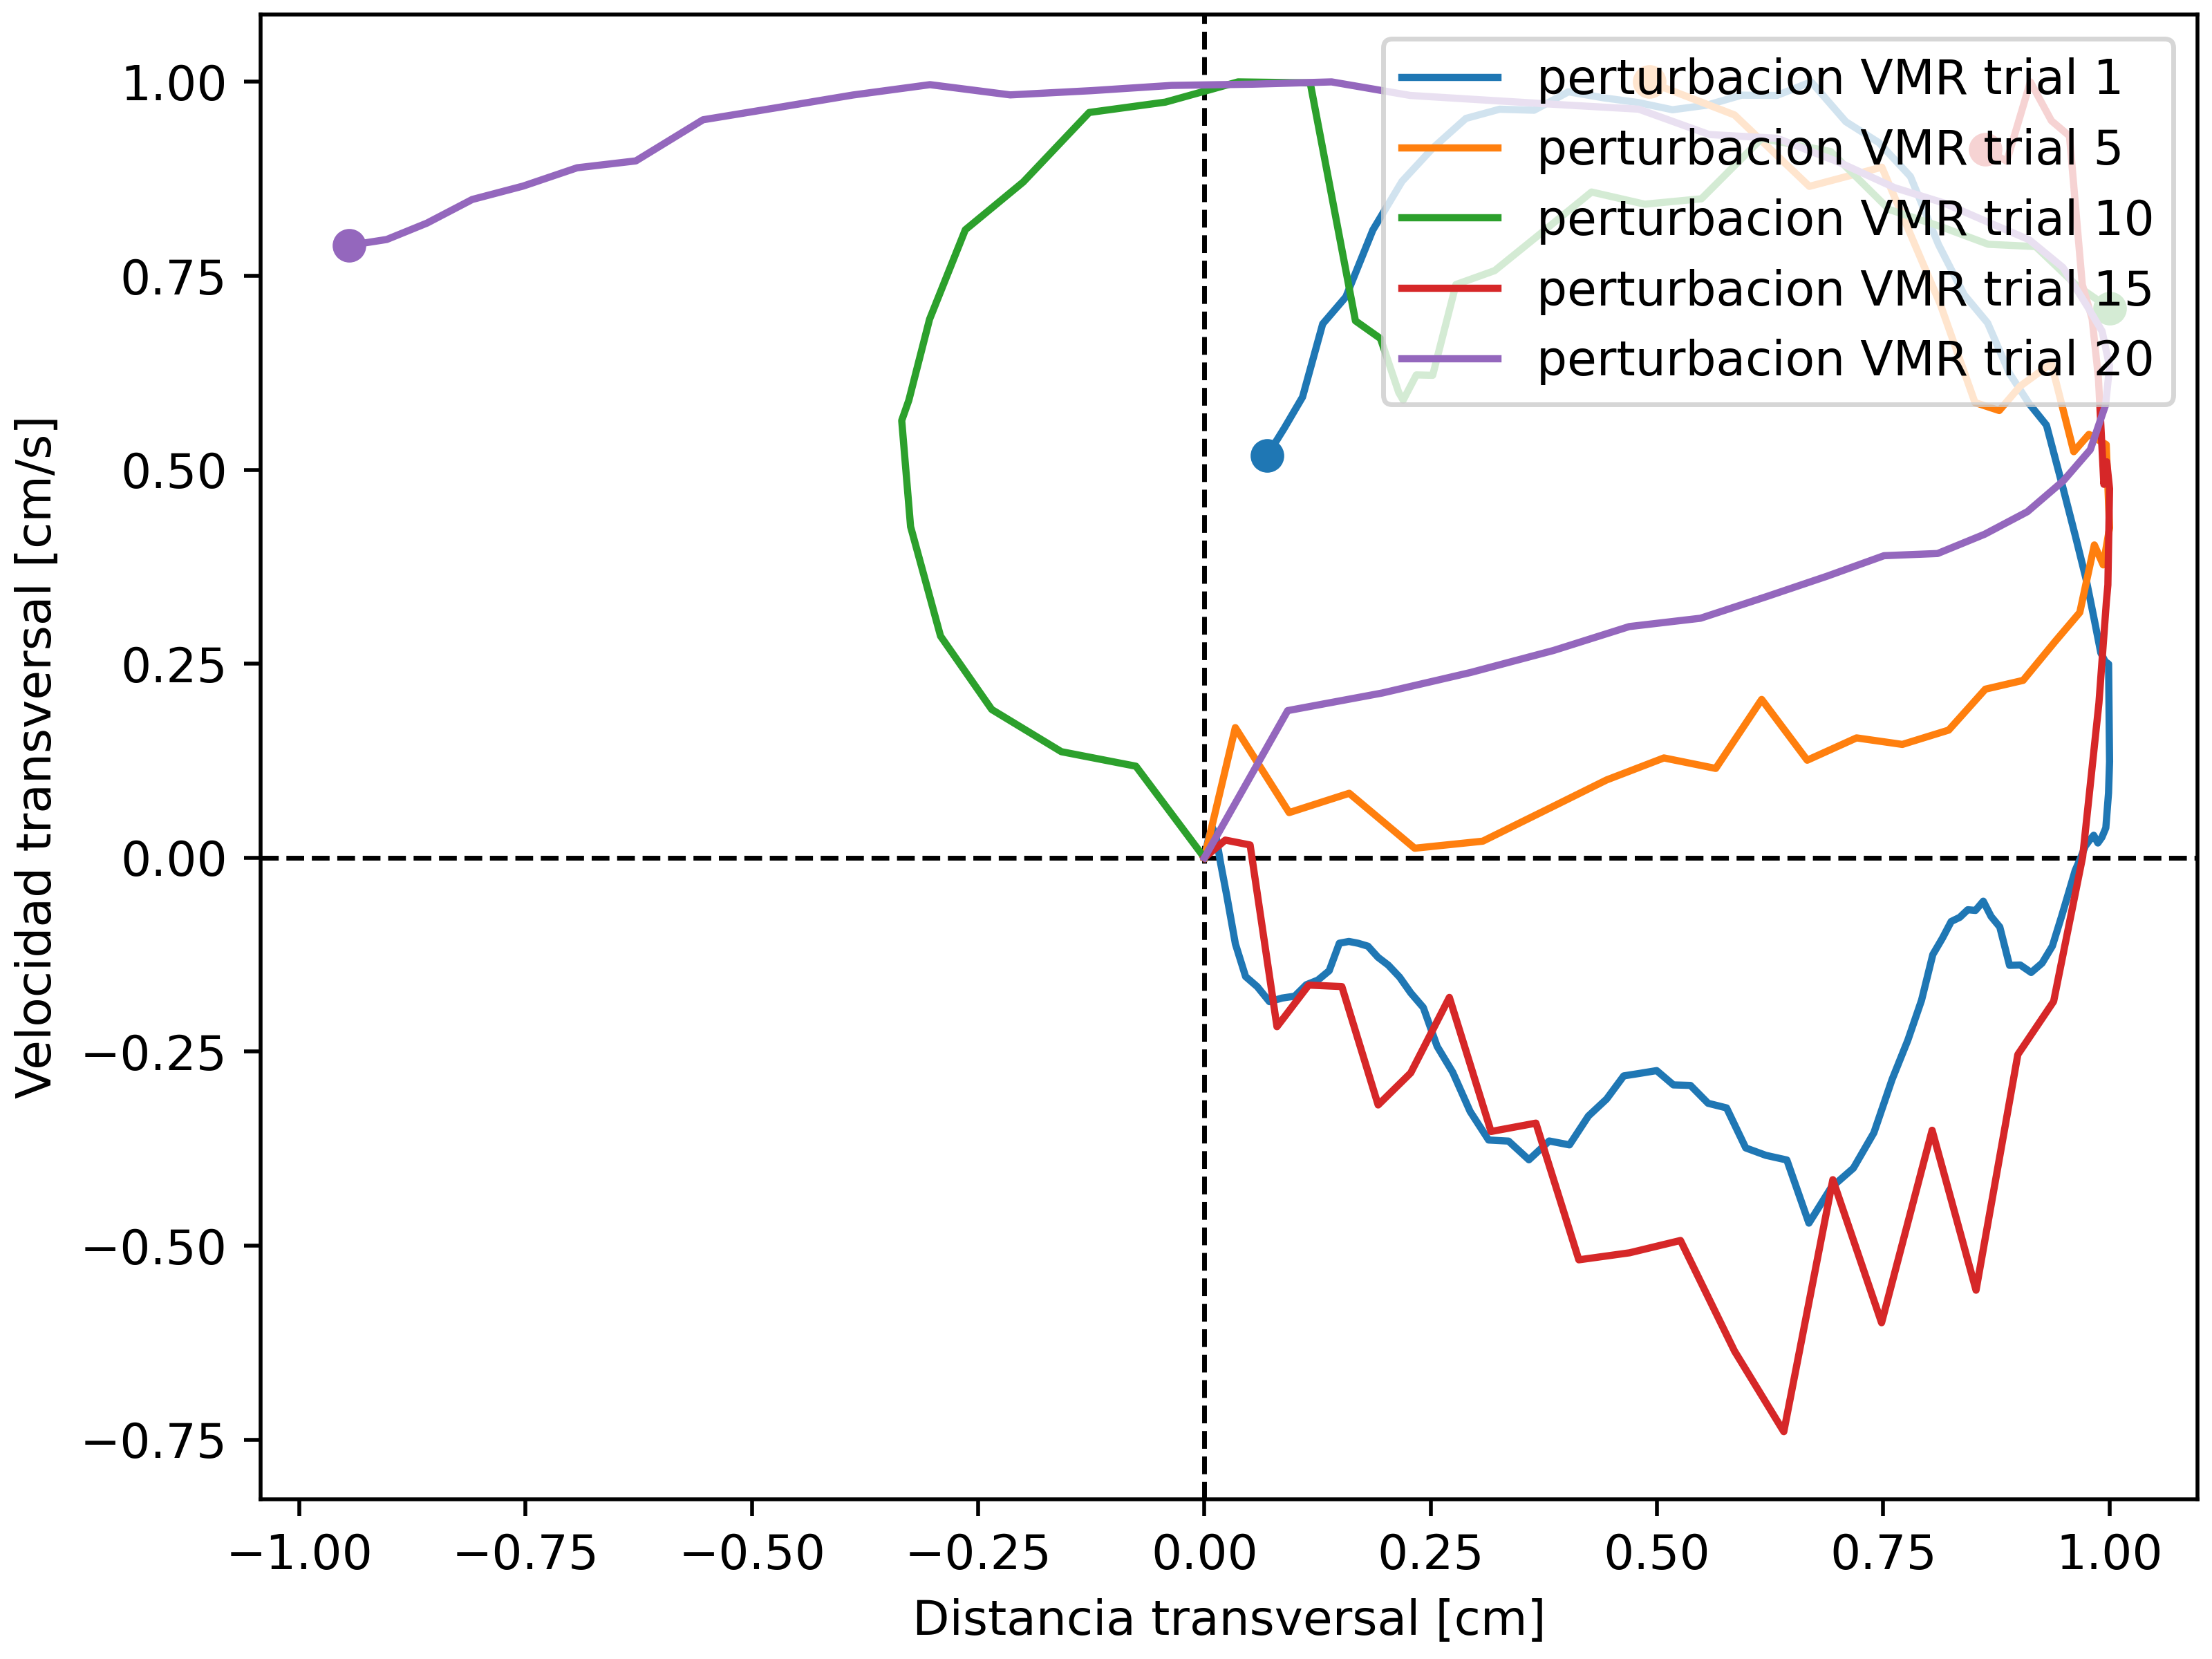 perturbacion VMR trial 1
perturbacion VMR trial 5
perturbacion VMR trial 10
perturbacion VMR trial 15
perturbacion VMR trial 20
1.00
0.75
0.50
0.25
0.00
−0.25
−0.50
−0.75
Velocidad transversal [cm/s]
−1.00 −0.75 −0.50 −0.25 0.00 0.25 0.50 0.75 1.00
Distancia transversal [cm]